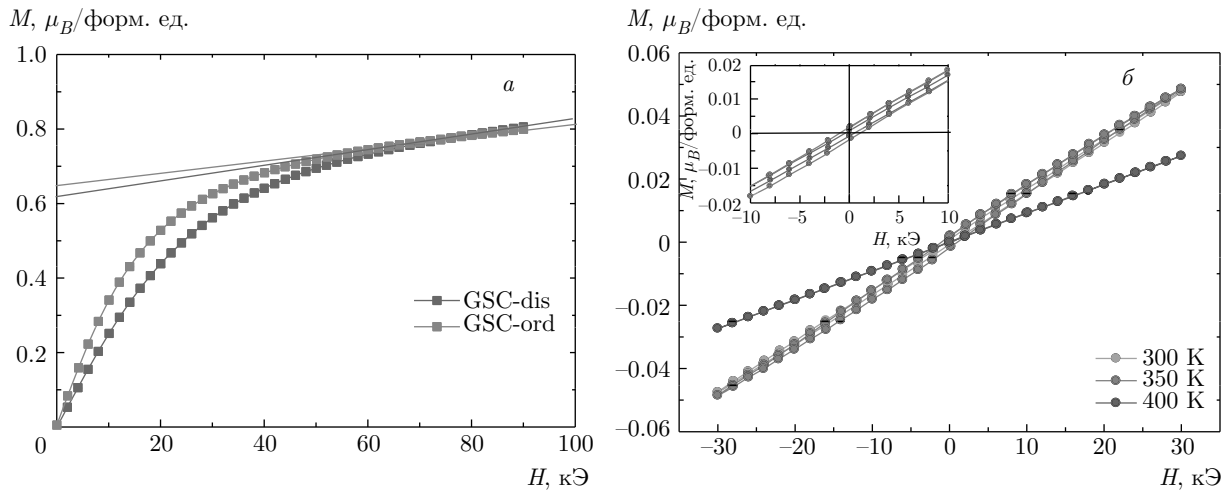 M, μB/форм. ед.
1.0
0.8
0.6
0.4
0.2
0
20
40
60
80
100
H, кЭ
а
GSC-dis
GSC-ord
M, μB/форм. ед.
0.06
0.04
0.02
0
−0.02
−0.04
−0.06
−30
−20
−10
0
10
20
30
H, кЭ
б
300 K
350 K
400 K
M, μB/форм. ед.
0.02
0.01
0
−0.01
−0.02
−10
−5
0
5
10
H, кЭ